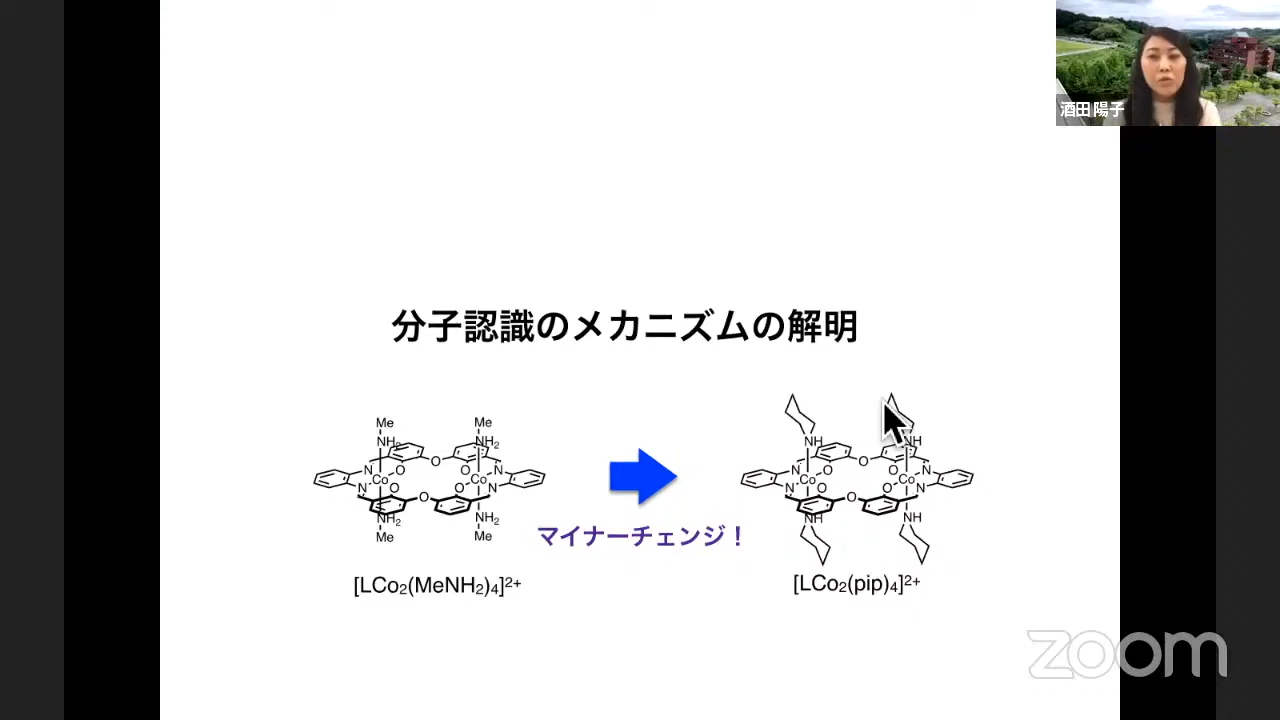 酒田 陽子
分子認識のメカニズムの解明
Me Me
NH2 NH2
O O
N O O N
Co Co
N O O N
O
NH2 NH2
Me Me
マイナーチェンジ！
NH NH
O
N O O N
Co Co
N O O N
O
NH NH
[LCo2(MeNH2)4]2+
[LCo2(pip)4]2+
zoom